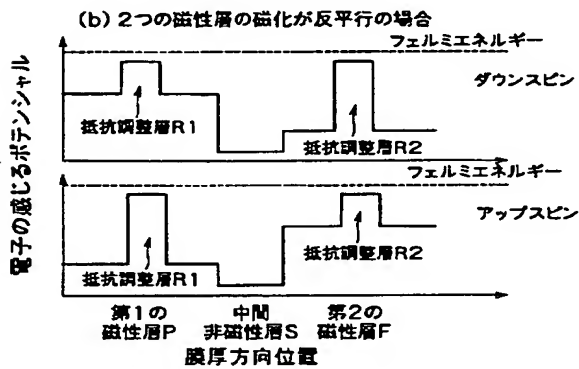 (b) 2つの磁性層の磁化が反平行の場合
フェルミエネルギー
ダウンスピン
抵抗調整層R1
抵抗調整層R2
フェルミエネルギー
アップスピン
抵抗調整層R1
抵抗調整層R2
電子の感じるポテンシャル
第1の
磁性層P
中間
非磁性層S
第2の
磁性層F
膜厚方向位置